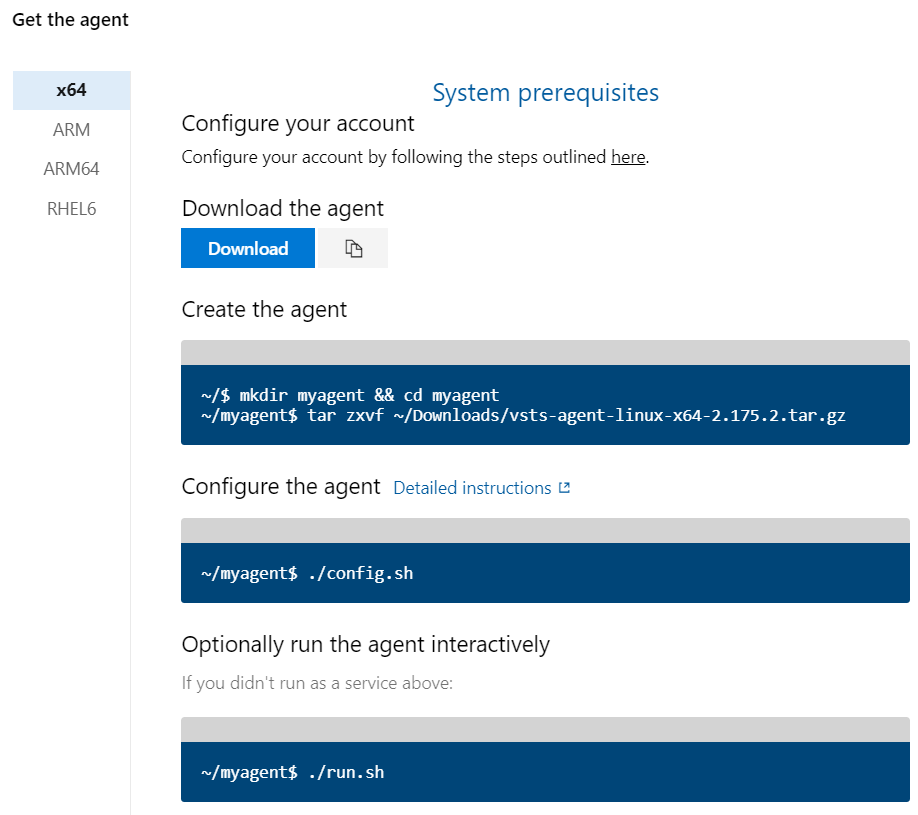 Get the agent
x64
ARM
ARM64
RHEL6
System prerequisites
Configure your account
Configure your account by following the steps outlined here.
Download the agent
Download
Create the agent
~/$ mkdir myagent && cd myagent
~/myagent$ tar zxvf ~/Downloads/vsts-agent-linux-x64-2.175.2.tar.gz
Configure the agent Detailed instructions
~/myagent$ ./config.sh
Optionally run the agent interactively
If you didn't run as a service above:
~/myagent$ ./run.sh